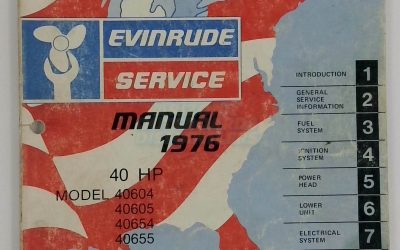 EVINRUDE
SERVICE
MANUAL
1976
40 HP
MODEL 40604
40605
40654
40655
INTRODUCTION 1
GENERAL
SERVICE
INFORMATION 2
FUEL
SYSTEM 3
IGNITION
SYSTEM 4
POWER
HEAD 5
LOWER
UNIT 6
ELECTRICAL
SYSTEM 7